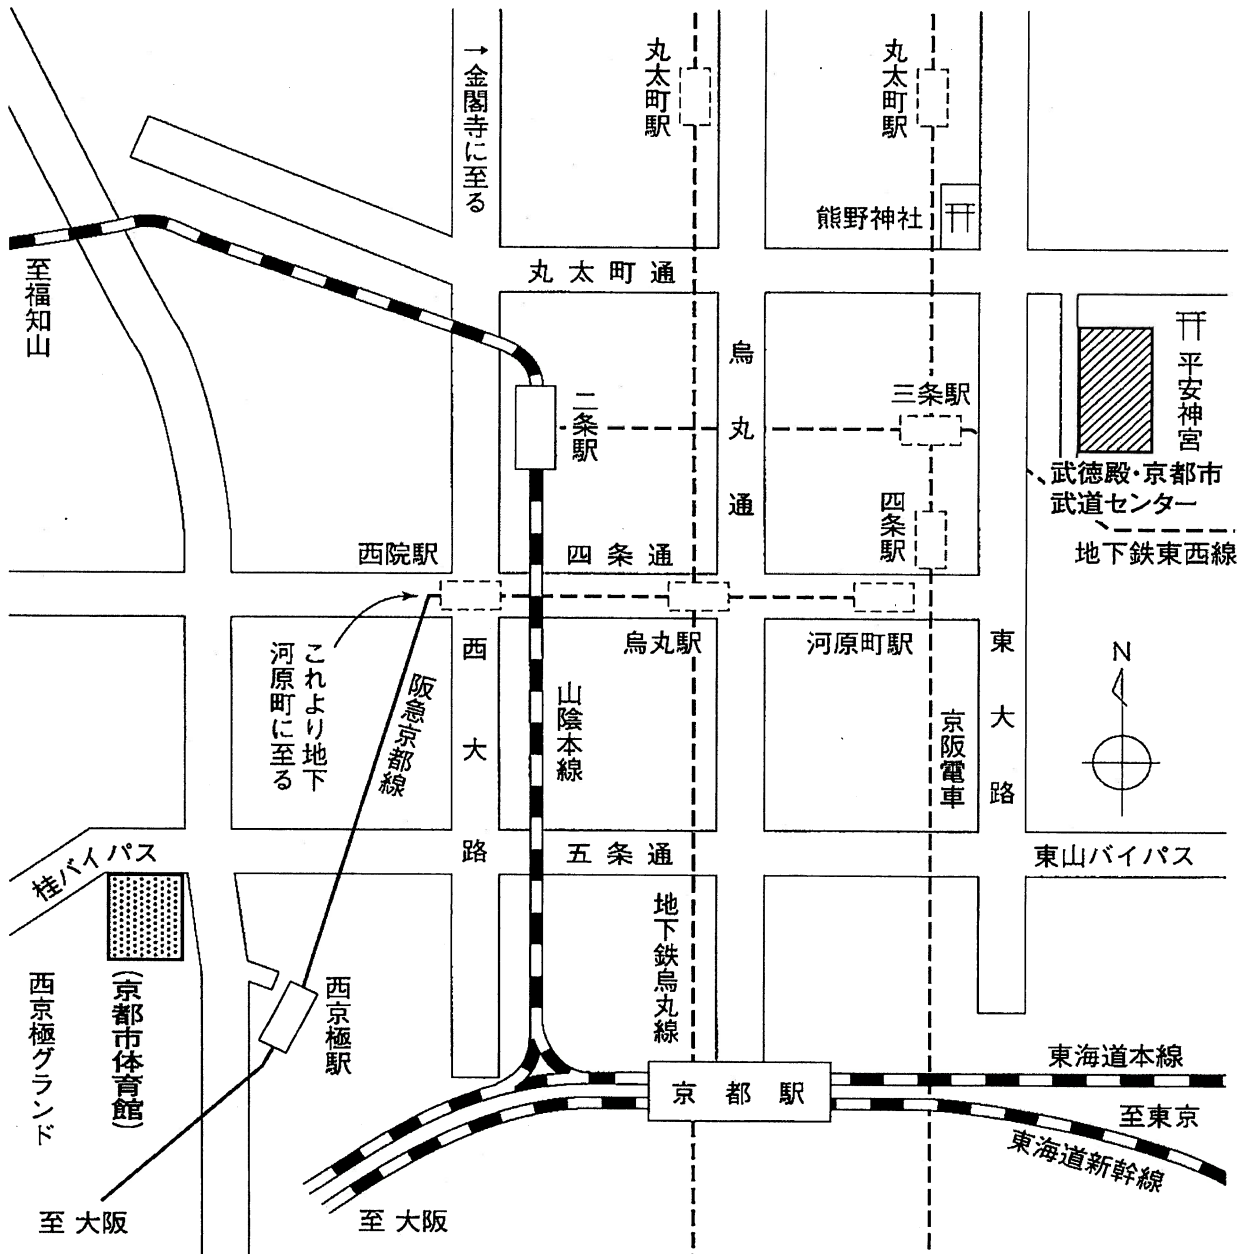 →金閣寺に至る
丸太町駅
丸太町駅
熊野神社
至福知山
丸太町通
烏丸通
平安神宮
二条駅
三条駅
武徳殿・京都市
武道センター
四条駅
西院駅
四条通
地下鉄東西線
烏丸駅
河原町駅
これより地下
河原町に至る
阪急京都線
西大路
山陰本線
京阪電車
東大路
N
桂バイパス
五条通
東山バイパス
西京極グランド
(京都市体育館)
西京極駅
地下鉄烏丸線
京都駅
東海道本線
至東京
東海道新幹線
至大阪
至大阪